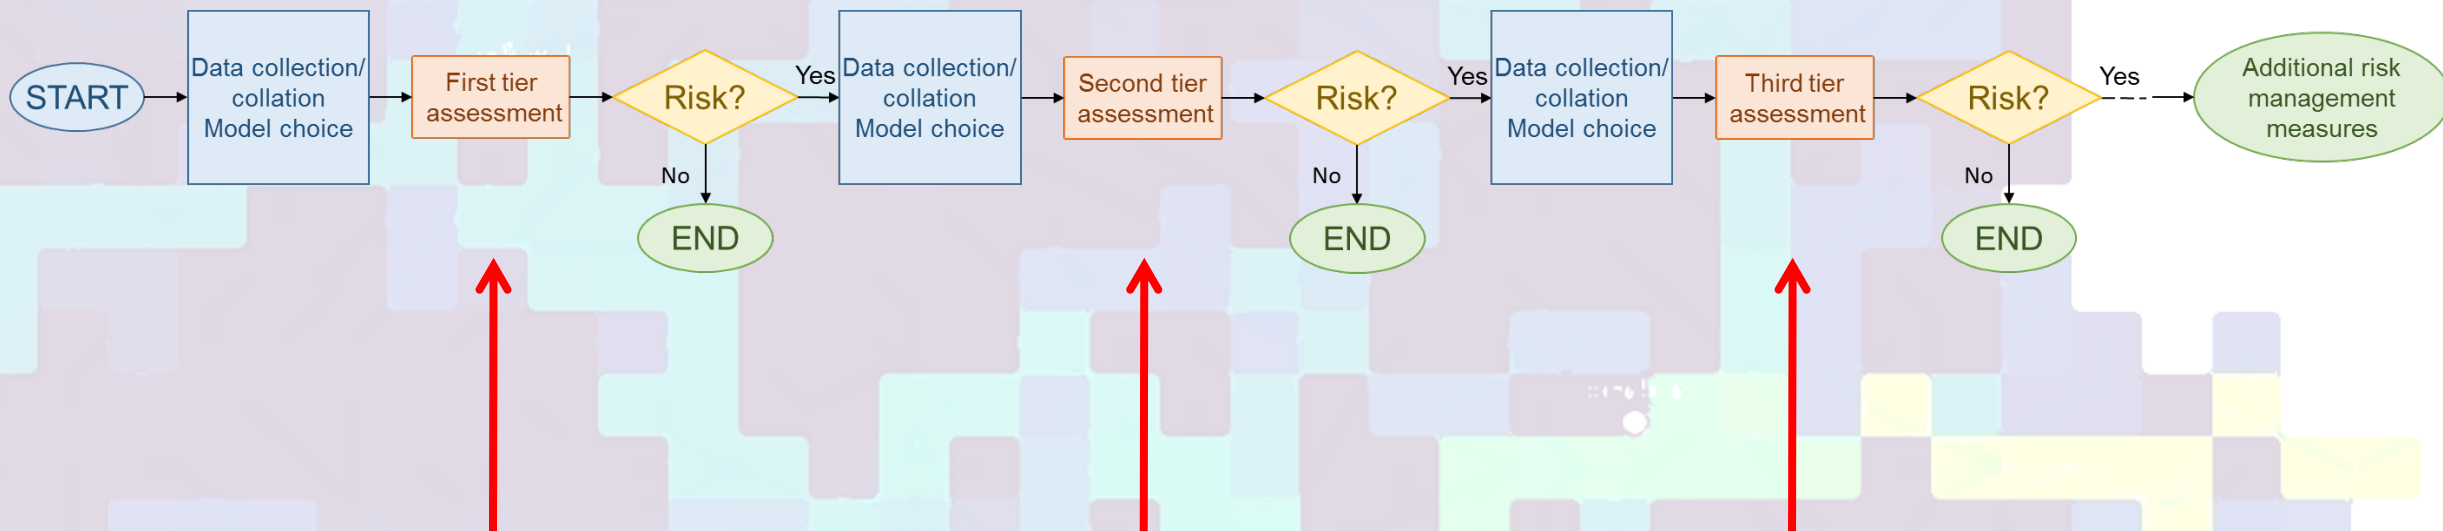 START
Data collection/
collation
Model choice
First tier
assessment
Risk?
Yes
No
END
Data collection/
collation
Model choice
Second tier
assessment
Risk?
Yes
No
END
Data collection/
collation
Model choice
Third tier
assessment
Risk?
Yes
No
END
Additional risk
management
measures